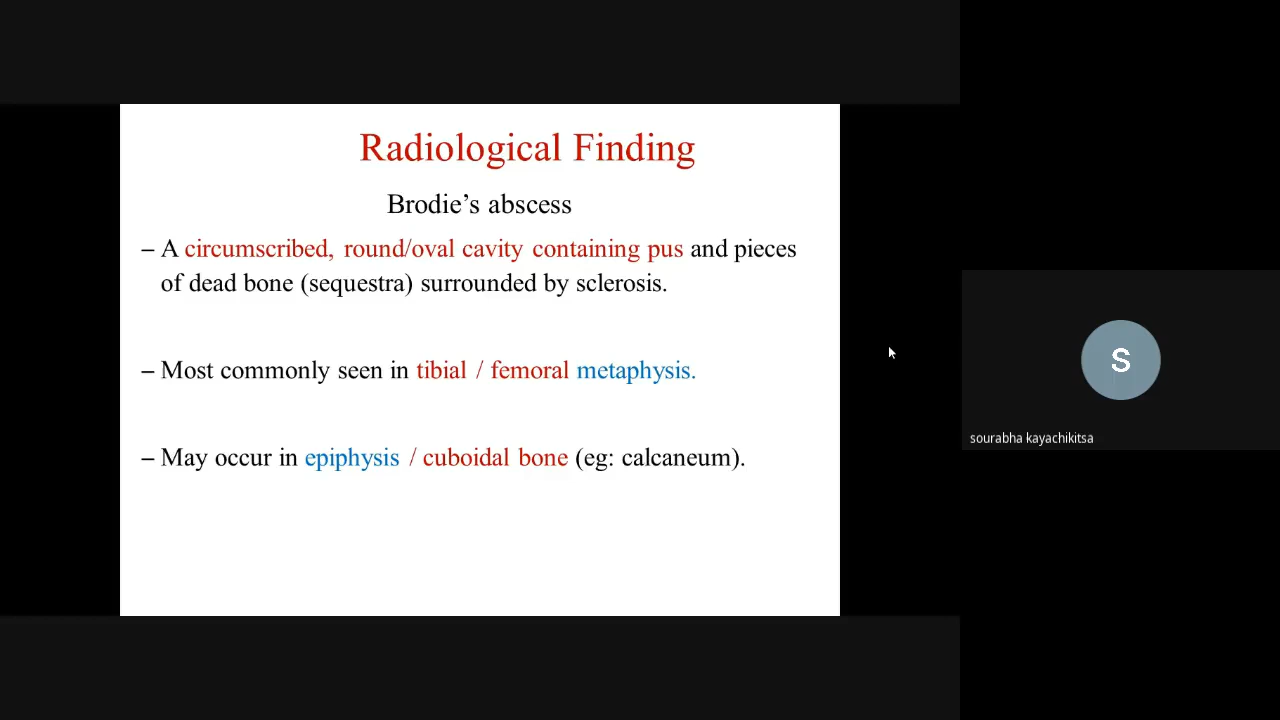 Radiological Finding
Brodie’s abscess
– A circumscribed, round/oval cavity containing pus and pieces
of dead bone (sequestra) surrounded by sclerosis.
– Most commonly seen in tibial / femoral metaphysis.
– May occur in epiphysis / cuboidal bone (eg: calcaneum).
S
sourabha kayachikitsa